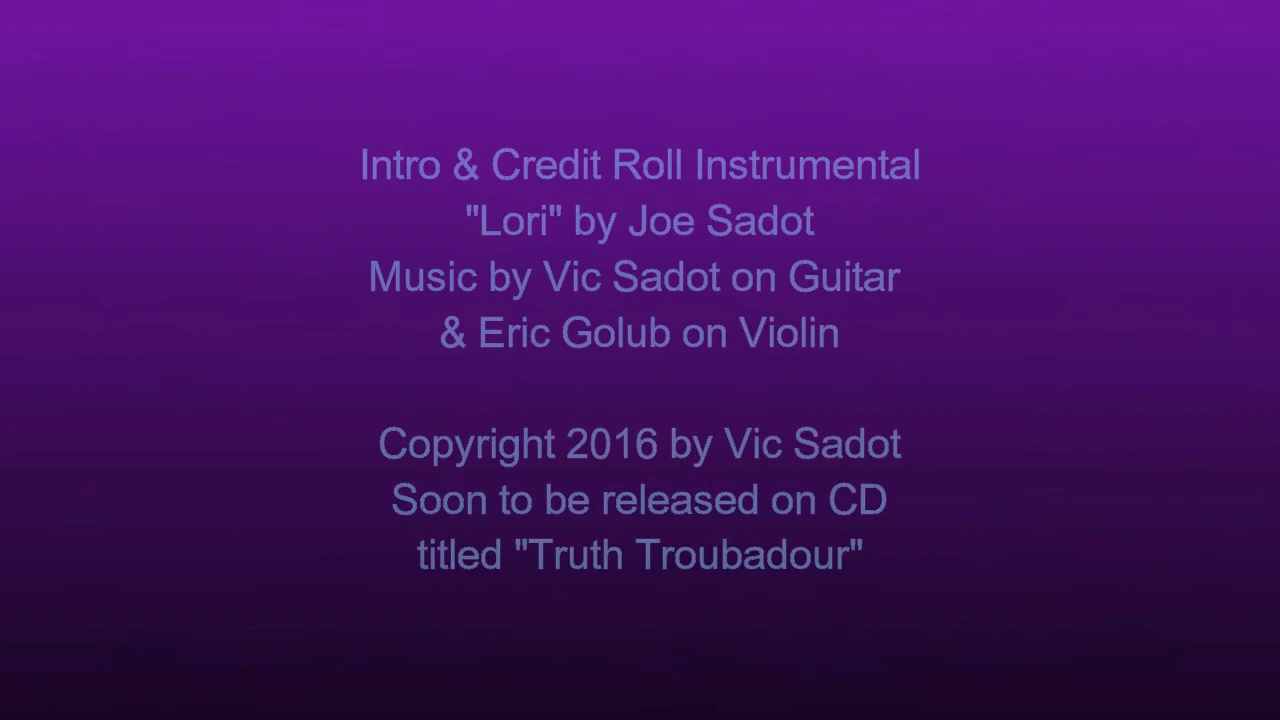 Intro & Credit Roll Instrumental
"Lori" by Joe Sadot
Music by Vic Sadot on Guitar
& Eric Golub on Violin
Copyright 2016 by Vic Sadot
Soon to be released on CD
titled "Truth Troubadour"